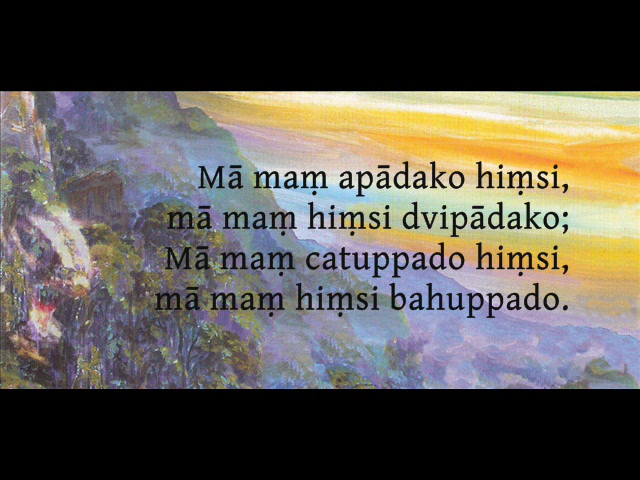 Mā maṃ apādako hiṃsi,
mā maṃ hiṃsi dvipādako;
Mā maṃ catuppado hiṃsi,
mā maṃ hiṃsi bahuppado.